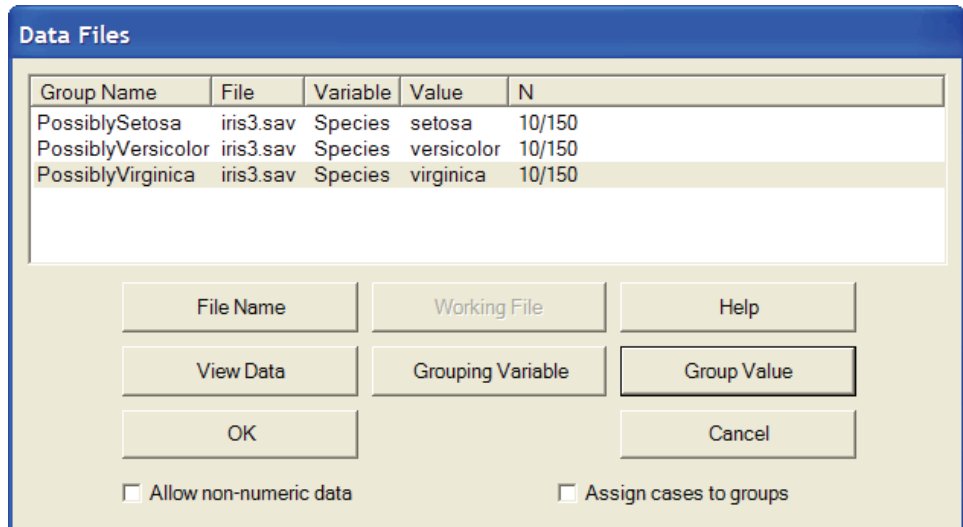 Data Files
Group Name File Variable Value N
PossiblySetosa iris3.sav Species setosa 10/150
PossiblyVersicolor iris3.sav Species versicolor 10/150
PossiblyVirginica iris3.sav Species virginica 10/150
File Name Working File Help
View Data Grouping Variable Group Value
OK Cancel
Allow non-numeric data Assign cases to groups